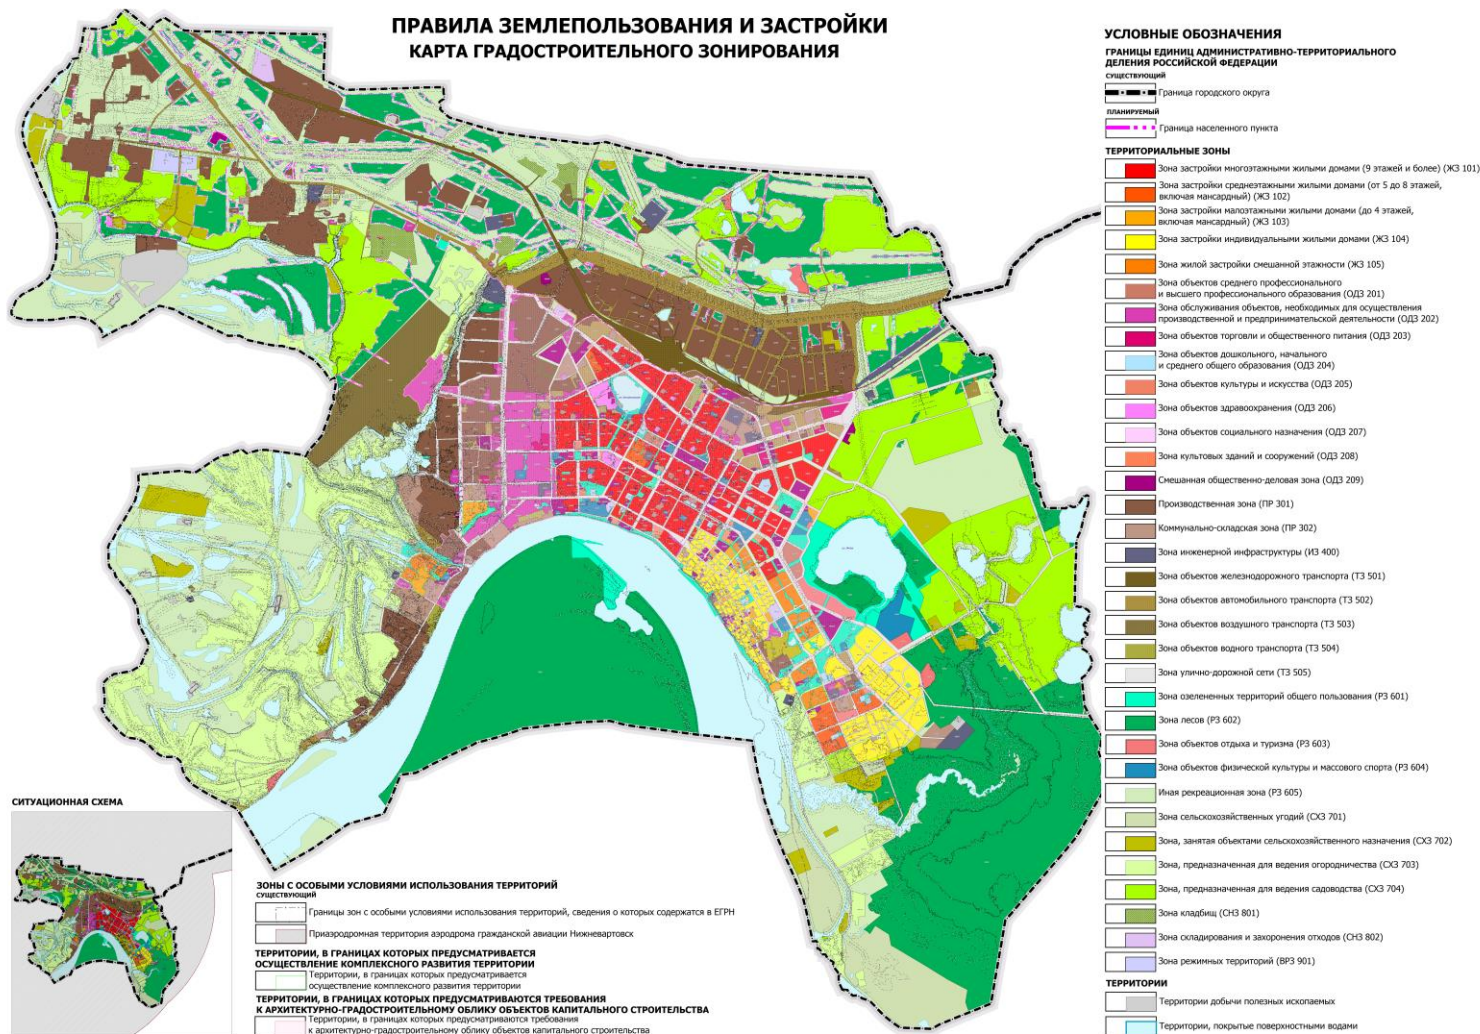 ПРАВИЛА ЗЕМЛЕПОЛЬЗОВАНИЯ И ЗАСТРОЙКИ
КАРТА ГРАДОСТРОИТЕЛЬНОГО ЗОНИРОВАНИЯ
УСЛОВНЫЕ ОБОЗНАЧЕНИЯ
ГРАНИЦЫ ЕДИНИЦ АДМИНИСТРАТИВНО-ТЕРРИТОРИАЛЬНОГО
ДЕЛЕНИЯ РОССИЙСКОЙ ФЕДЕРАЦИИ
СУЩЕСТВУЮЩИЙ
Граница городского округа
ПЛАНИРУЕМЫЙ
Граница населенного пункта
ТЕРРИТОРИАЛЬНЫЕ ЗОНЫ
Зона застройки многоэтажными жилыми домами (9 этажей и более) (ЖЗ 101)
Зона застройки среднеэтажными жилыми домами (от 5 до 8 этажей,
включая мансардный) (ЖЗ 102)
Зона застройки малоэтажными жилыми домами (до 4 этажей,
включая мансардный) (ЖЗ 103)
Зона застройки индивидуальными жилыми домами (ЖЗ 104)
Зона жилой застройки смешанной этажности (ЖЗ 105)
Зона объектов среднего профессионального
и высшего профессионального образования (ОДЗ 201)
Зона обслуживания объектов, необходимых для осуществления
производственной и предпринимательской деятельности (ОДЗ 202)
Зона объектов торговли и общественного питания (ОДЗ 203)
Зона объектов дошкольного, начального
и среднего общего образования (ОДЗ 204)
Зона объектов культуры и искусства (ОДЗ 205)
Зона объектов здравоохранения (ОДЗ 206)
Зона объектов социального назначения (ОДЗ 207)
Зона культовых зданий и сооружений (ОДЗ 208)
Смешанная общественно-деловая зона (ОДЗ 209)
Производственная зона (ПР 301)
Коммунально-складская зона (ПР 302)
Зона инженерной инфраструктуры (ИЗ 400)
Зона объектов железнодорожного транспорта (ТЗ 501)
Зона объектов автомобильного транспорта (ТЗ 502)
Зона объектов воздушного транспорта (ТЗ 503)
Зона объектов водного транспорта (ТЗ 504)
Зона улично-дорожной сети (ТЗ 505)
Зона озелененных территорий общего пользования (РЗ 601)
Зона лесов (РЗ 602)
Зона объектов отдыха и туризма (РЗ 603)
Зона объектов физической культуры и массового спорта (РЗ 604)
Иная рекреационная зона (РЗ 605)
Зона сельскохозяйственных угодий (СХЗ 701)
Зона, занятая объектами сельскохозяйственного назначения (СХЗ 702)
Зона, предназначенная для ведения огородничества (СХЗ 703)
Зона, предназначенная для ведения садоводства (СХЗ 704)
Зона кладбищ (СНЗ 801)
Зона складирования и захоронения отходов (СНЗ 802)
Зона режимных территорий (ВРЗ 901)
ТЕРРИТОРИИ
Территории добычи полезных ископаемых
Территории, покрытые поверхностными водами
СИТУАЦИОННАЯ СХЕМА
ЗОНЫ С ОСОБЫМИ УСЛОВИЯМИ ИСПОЛЬЗОВАНИЯ ТЕРРИТОРИЙ
СУЩЕСТВУЮЩИЙ
Границы зон с особыми условиями использования территорий, сведения о которых содержатся в ЕГРН
Приаэродромная территория аэродрома гражданской авиации Нижневартовск
ТЕРРИТОРИИ, В ГРАНИЦАХ КОТОРЫХ ПРЕДУСМАТРИВАЕТСЯ
ОСУЩЕСТВЛЕНИЕ КОМПЛЕКСНОГО РАЗВИТИЯ ТЕРРИТОРИИ
Территории, в границах которых предусматривается
осуществление комплексного развития территории
ТЕРРИТОРИИ, В ГРАНИЦАХ КОТОРЫХ ПРЕДУСМАТРИВАЮТСЯ ТРЕБОВАНИЯ
К АРХИТЕКТУРНО-ГРАДОСТРОИТЕЛЬНОМУ ОБЛИКУ ОБЪЕКТОВ КАПИТАЛЬНОГО СТРОИТЕЛЬСТВА
Территории, в границах которых предусматриваются требования
к архитектурно-градостроительному облику объектов капитального строительства